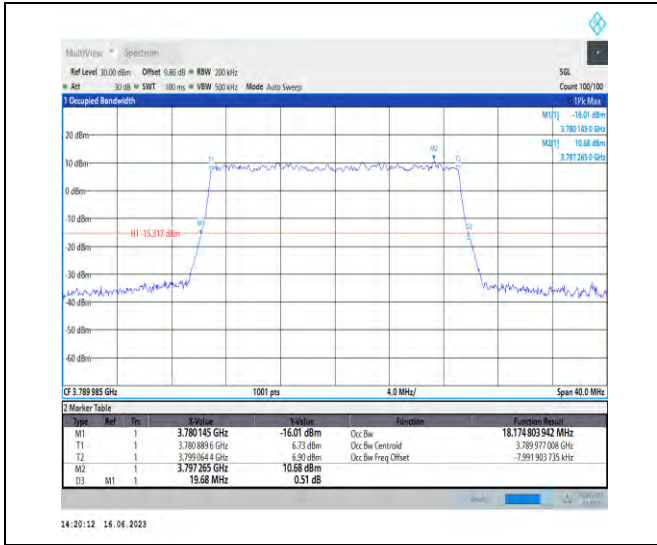 MultiView Spectrum
Ref Level 30.00 dBm Offset 0.86 dB RBW 200 kHz SGL
Att 30 dB SWT 100 ms VBW 500 kHz Mode Auto Sweep Count 100/100
1 Occupied Bandwidth 1Pk Max
M1[1] -16.01 dBm
3.780 145 0 GHz
M2[1] 10.68 dBm
3.797 265 0 GHz
20 dBm
M2
T1 T2
10 dBm
0 dBm
-10 dBm
M1
H1 -15.317 dBm
-20 dBm
-30 dBm
-40 dBm
-50 dBm
-60 dBm
CF 3.789 985 GHz 1001 pts 4.0 MHz/ Span 40.0 MHz
2 Marker Table
Type Ref Trc X-Value Y-Value Function Function Result
M1 1 3.780145 GHz -16.01 dBm Occ Bw 18.174 803 942 MHz
T1 1 3.780 889 6 GHz 6.73 dBm Occ Bw Centroid 3.789 977 008 GHz
T2 1 3.799 064 4 GHz 6.90 dBm Occ Bw Freq Offset -7.991 903 735 kHz
M2 1 3.797 265 GHz 10.68 dBm
D3 M1 1 19.68 MHz 0.51 dB
14:20:12 16.06.2023